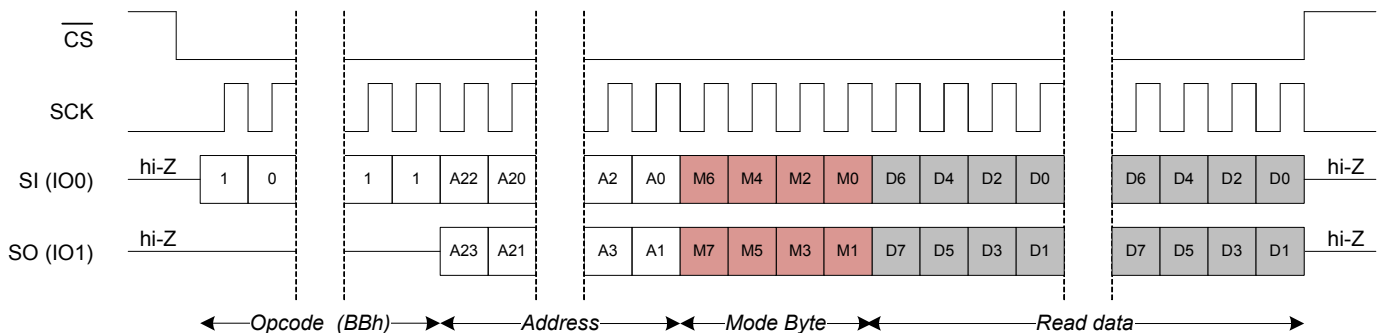 CS
SCK
SI (IO0) hi-Z 1 0 1 1 A22 A20 A2 A0 M6 M4 M2 M0 D6 D4 D2 D0 D6 D4 D2 D0 hi-Z
SO (IO1) hi-Z A23 A21 A3 A1 M7 M5 M3 M1 D7 D5 D3 D1 D7 D5 D3 D1 hi-Z
Opcode (BBh) Address Mode Byte Read data